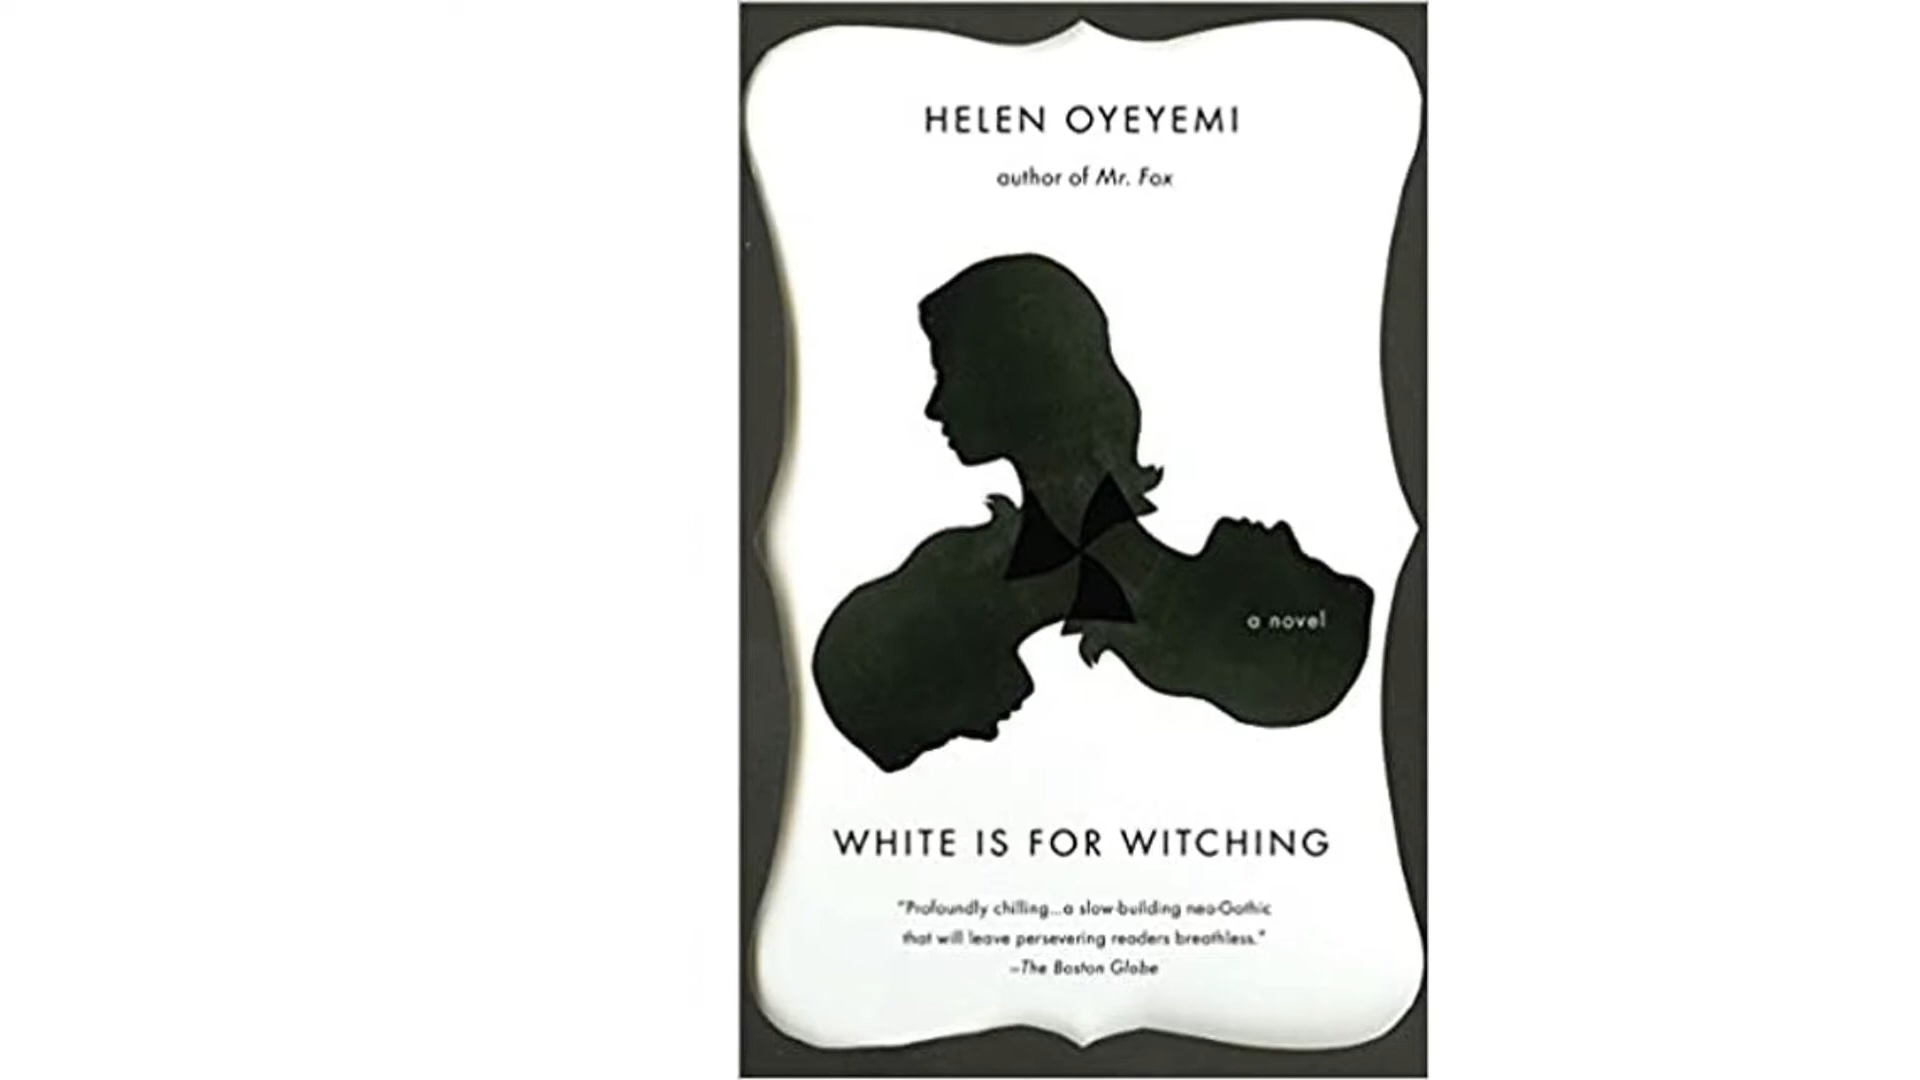 HELEN OYEYEMI
author of Mr. Fox
a novel
WHITE IS FOR WITCHING
"Profoundly chilling...a slow-building neo-Gothic
that will leave persevering readers breathless."
–The Boston Globe